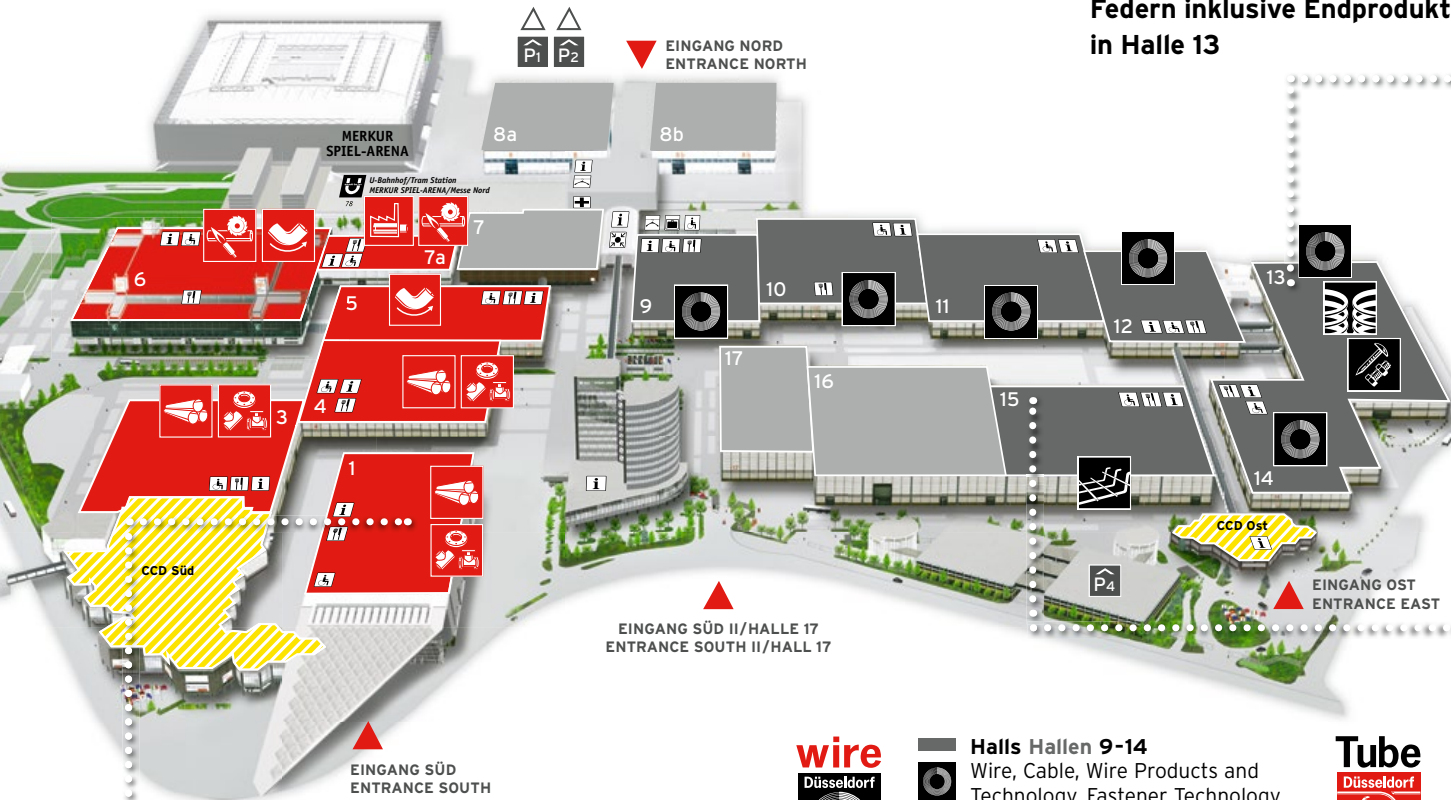 Federn inklusive Endprodukt
in Halle 13
P1 P2
EINGANG NORD
ENTRANCE NORTH
8a
8b
MERKUR
SPIEL-ARENA
U
U-Bahnhof/Tram Station
MERKUR SPIEL-ARENA/Messe Nord
78
7
7a
6
5
4
3
1
9
10
11
12
13
17
16
15
14
CCD Süd
CCD Ost
P4
EINGANG OST
ENTRANCE EAST
EINGANG SÜD II/HALLE 17
ENTRANCE SOUTH II/HALL 17
EINGANG SÜD
ENTRANCE SOUTH
wire
Düsseldorf
Halls Hallen 9-14
Wire, Cable, Wire Products and
Technology, Fastener Technology
Tube
Düsseldorf